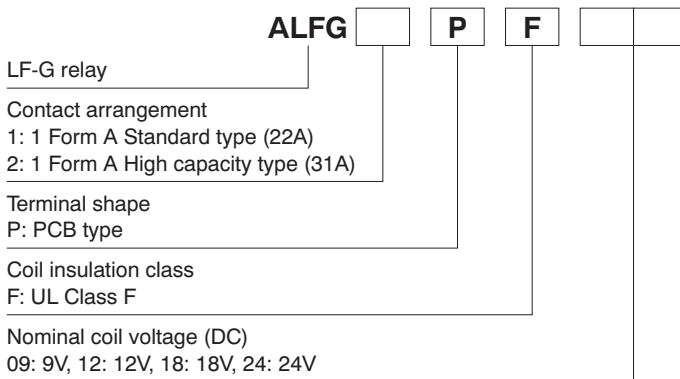 ALFG P F
LF-G relay
Contact arrangement
1: 1 Form A Standard type (22A)
2: 1 Form A High capacity type (31A)
Terminal shape
P: PCB type
Coil insulation class
F: UL Class F
Nominal coil voltage (DC)
09: 9V, 12: 12V, 18: 18V, 24: 24V